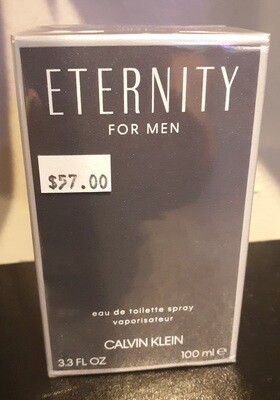 ETERNITY
FOR MEN
$57.00
eau de toilette spray
vaporisateur
CALVIN KLEIN
3.3 FL OZ 100 ml e